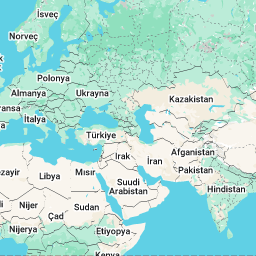 İsveç
Norveç
Polonya
Almanya
Ukrayna
ransa
Kazakistan
İtalya
Türkiye
Irak
İran
Afganistan
Pakistan
ezayir
Libya
Mısır
Suudi
Arabistan
Hindistan
Nijer
Çad
Sudan
Nijerya
Etiyopya
Kenya